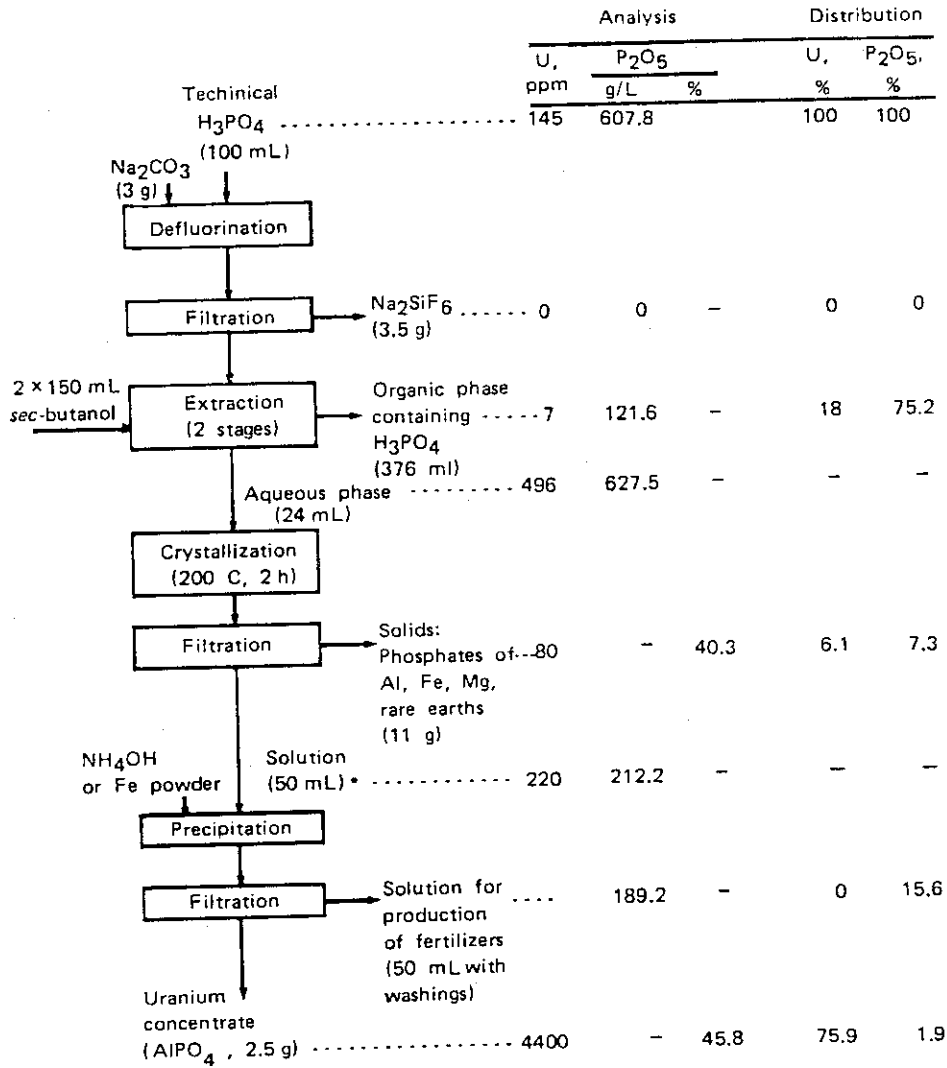 Analysis Distribution
U, P2O5 U, P2O5,
ppm g/L % % %
Techinical
H3PO4 .................... 145 607.8 100 100
(100 mL)
Na2CO3
(3 g)
Defluorination
Na2SiF6
Filtration ...... 0 0 – 0 0
(3.5 g)
2 × 150 mL
sec-butanol
Extraction
(2 stages)
Organic phase
containing ..... 7 121.6 – 18 75.2
H3PO4
(376 ml)
Aqueous phase ........ 496 627.5 – – –
(24 mL)
Crystallization
(200 C, 2 h)
Filtration
Solids:
Phosphates of--- 80 – 40.3 6.1 7.3
Al, Fe, Mg,
rare earths
(11 g)
NH4OH
or Fe powder
Solution
(50 mL) * ............ 220 212.2 – – –
Precipitation
Filtration
Solution for .... 189.2 – 0 15.6
production
of fertilizers
(50 mL with
washings)
Uranium
concentrate
(AlPO4 , 2.5 g) ................. 4400 – 45.8 75.9 1.9